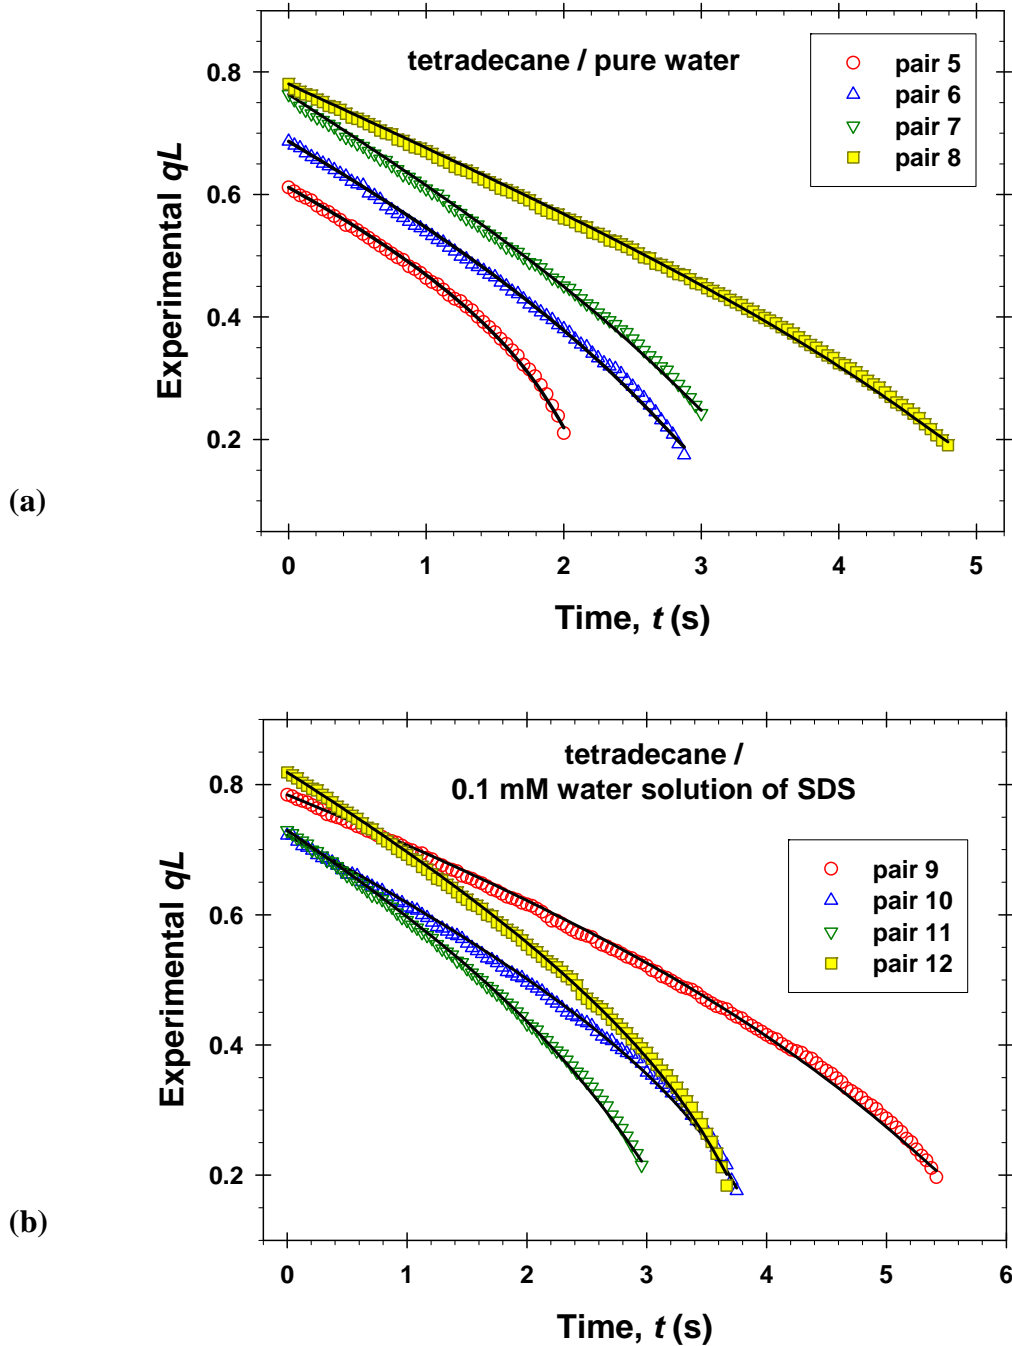 tetradecane / pure water
pair 5
pair 6
pair 7
pair 8
Experimental qL
0.8
0.6
0.4
0.2
0 1 2 3 4 5
Time, t (s)
(a)
tetradecane /
0.1 mM water solution of SDS
pair 9
pair 10
pair 11
pair 12
Experimental qL
0.8
0.6
0.4
0.2
0 1 2 3 4 5 6
Time, t (s)
(b)